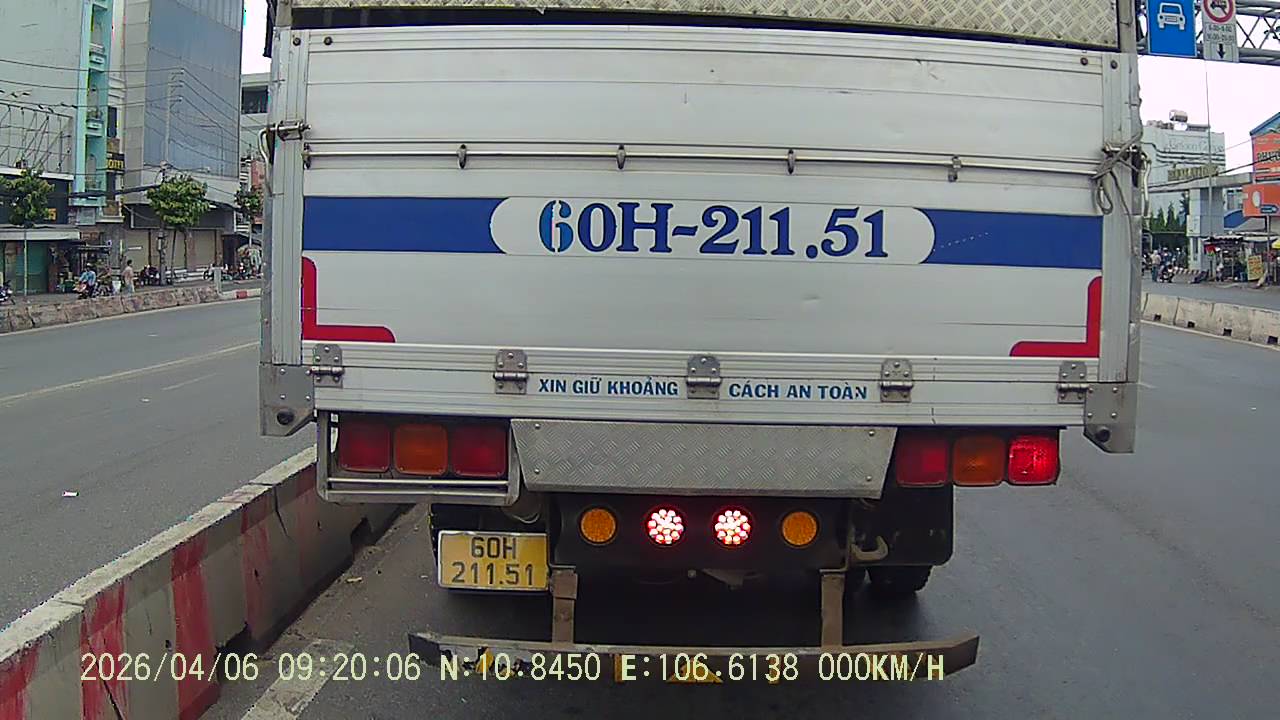 60H-211.51
XIN GIỮ KHOẢNG CÁCH AN TOÀN
60H
211.51
2026/04/06 09:20:06 N:10.8450 E:106.6138 000KM/H